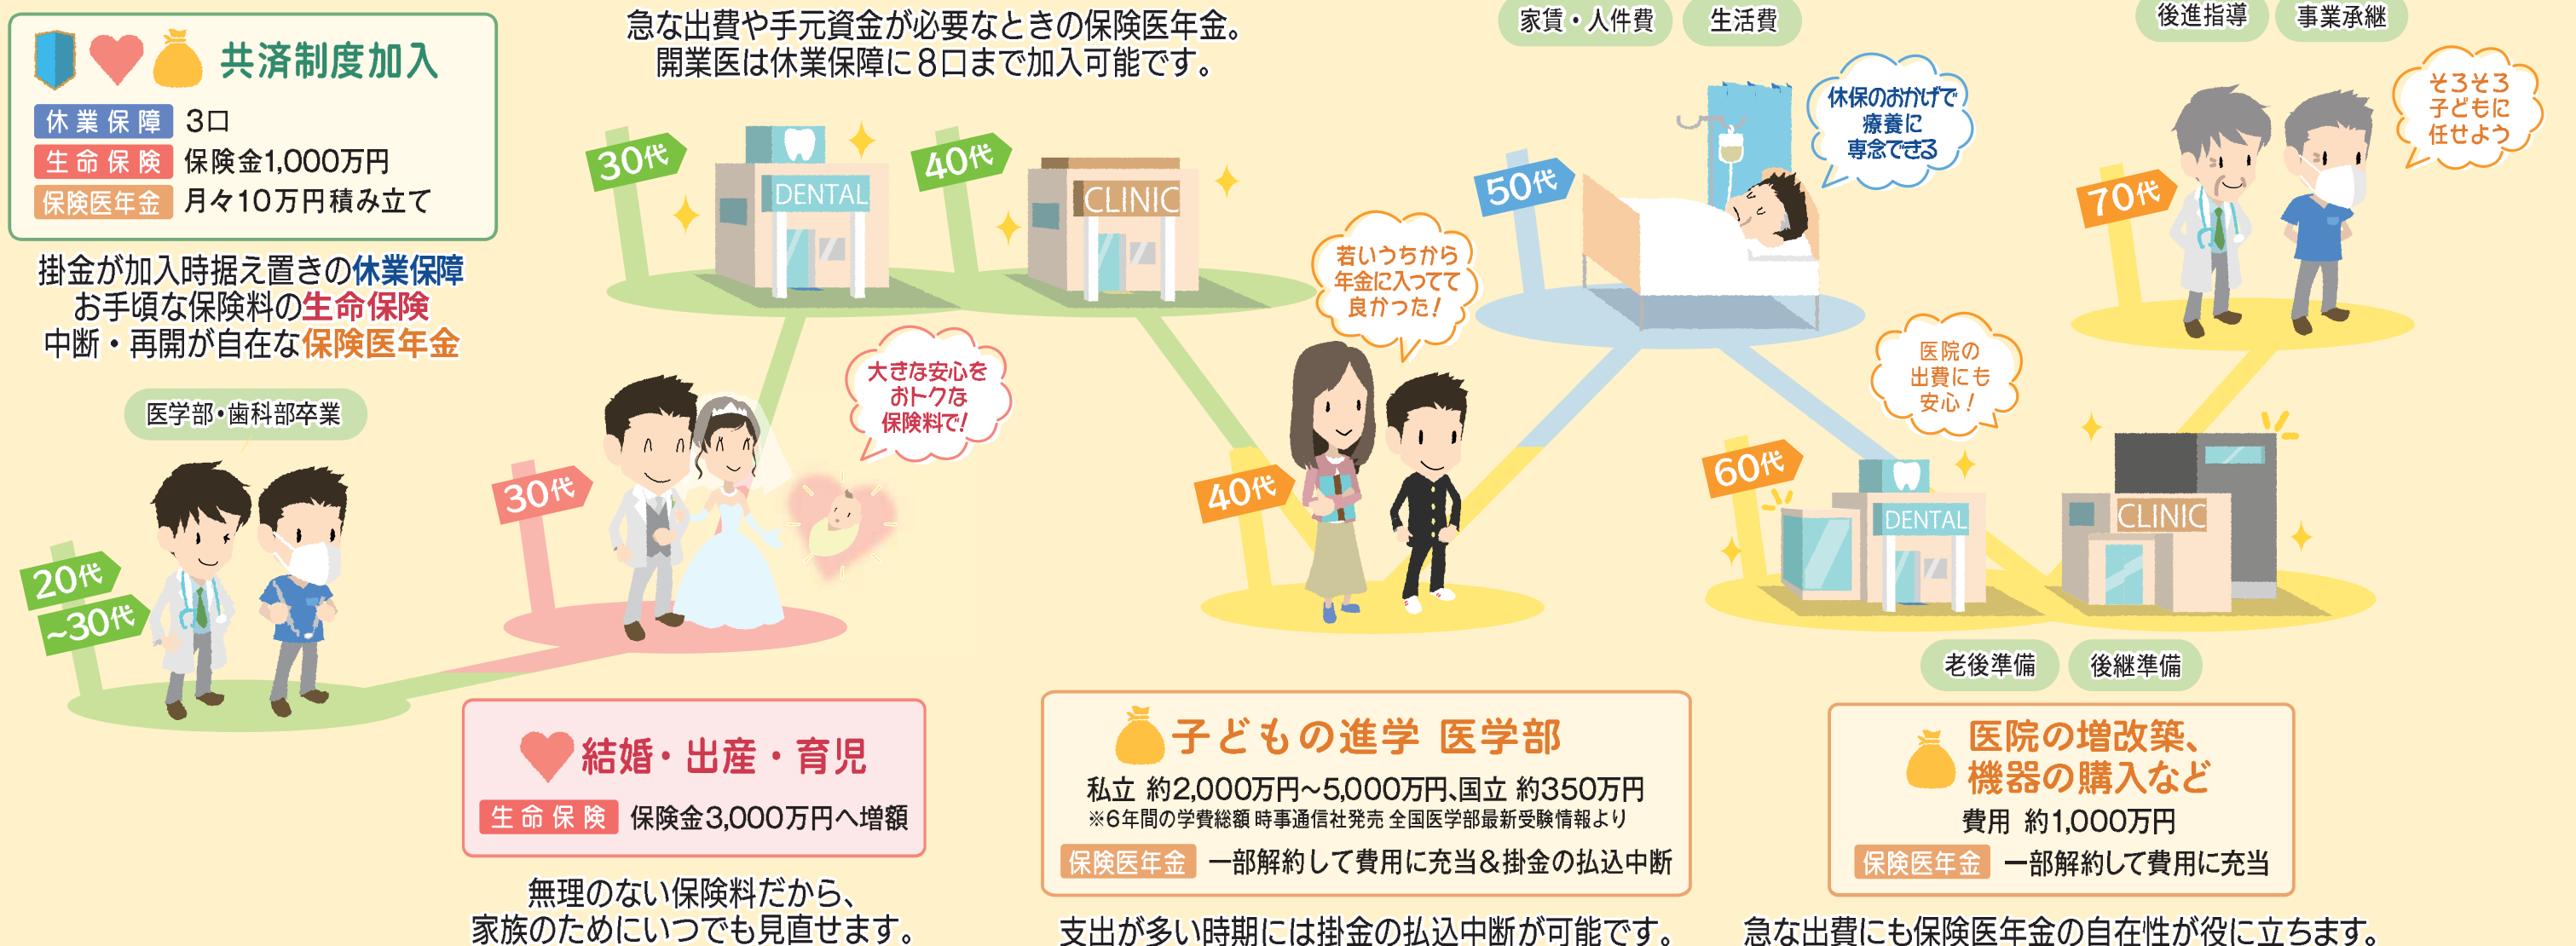 共済制度加入
休業保障 3口
生命保険 保険金1,000万円
保険医年金 月々10万円積み立て
掛金が加入時据え置きの休業保障
お手頃な保険料の生命保険
中断・再開が自在な保険医年金
医学部・歯科部卒業
20代
~30代
急な出費や手元資金が必要なときの保険医年金。
開業医は休業保障に8口まで加入可能です。
30代
DENTAL
40代
CLINIC
30代
大きな安心を
おトクな
保険料で!
結婚・出産・育児
生命保険 保険金3,000万円へ増額
無理のない保険料だから、
家族のためにいつでも見直せます。
若いうちから
年金に入ってて
良かった!
40代
子どもの進学 医学部
私立 約2,000万円~5,000万円、国立 約350万円
※6年間の学費総額 時事通信社発売 全国医学部最新受験情報より
保険医年金 一部解約して費用に充当&掛金の払込中断
支出が多い時期には掛金の払込中断が可能です。
家賃・人件費 生活費
50代
休保のおかげで
療養に
専念できる
医院の
出費にも
安心!
60代
DENTAL
CLINIC
老後準備 後継準備
医院の増改築、
機器の購入など
費用 約1,000万円
保険医年金 一部解約して費用に充当
急な出費にも保険医年金の自在性が役に立ちます。
後進指導 事業承継
70代
そろそろ
子どもに
任せよう